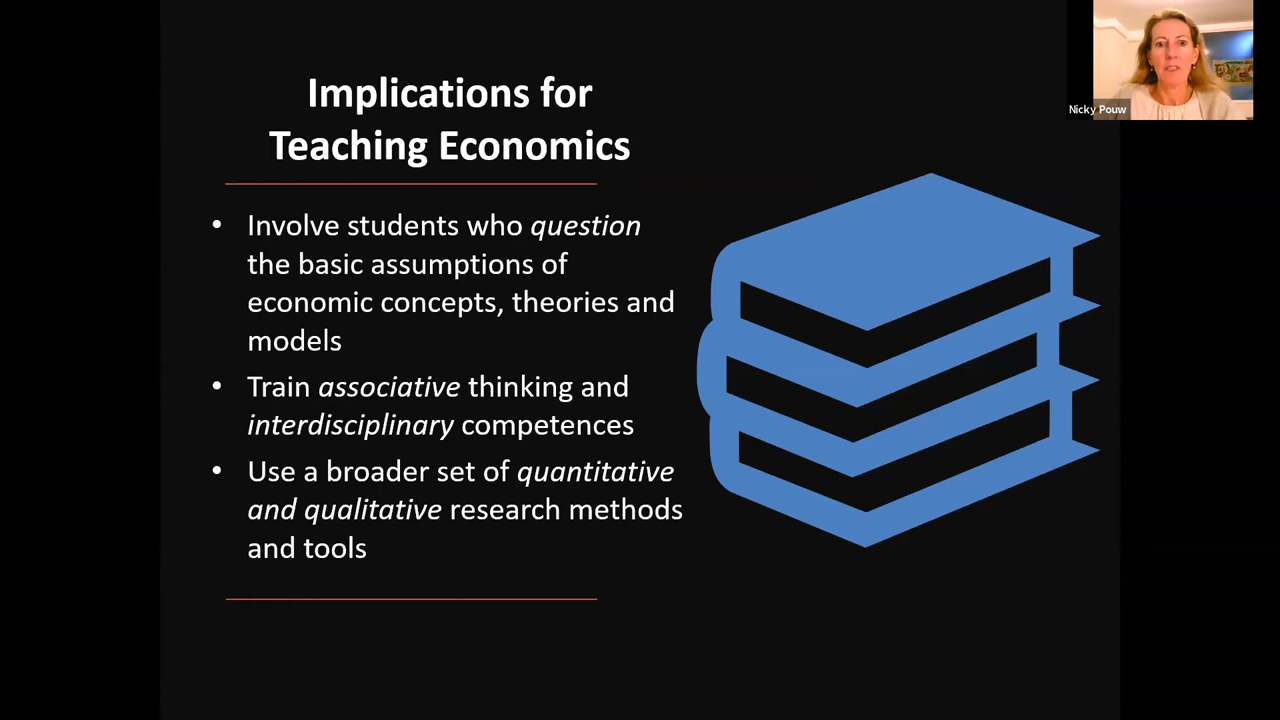 Implications for
Teaching Economics
• Involve students who question
the basic assumptions of
economic concepts, theories and
models
• Train associative thinking and
interdisciplinary competences
• Use a broader set of quantitative
and qualitative research methods
and tools
Nicky Pouw